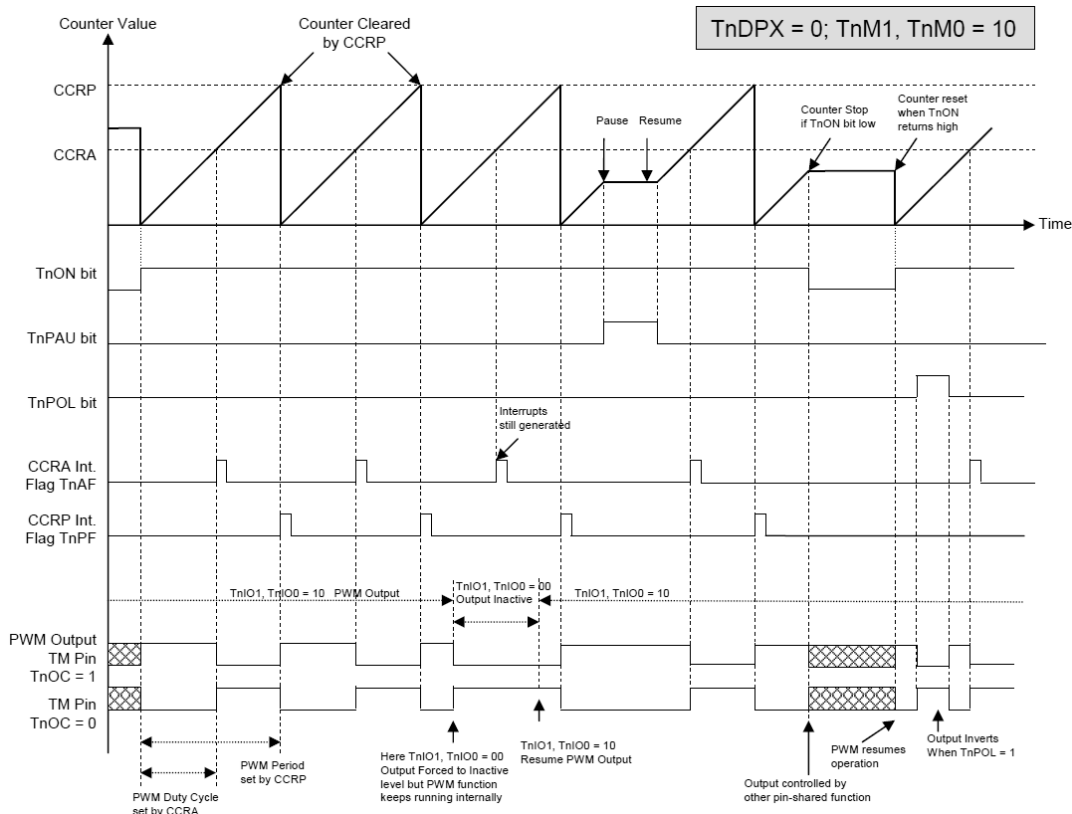 TnDPX = 0; TnM1, TnM0 = 10
Counter Value
Counter Cleared
by CCRP
CCRP
CCRA
Pause
Resume
Counter Stop
if TnON bit low
Counter reset
when TnON
returns high
Time
TnON bit
TnPAU bit
TnPOL bit
Interrupts
still generated
CCRA Int.
Flag TnAF
CCRP Int.
Flag TnPF
TnIO1, TnIO0 = 10 PWM Output
TnIO1, TnIO0 = 00
Output Inactive
TnIO1, TnIO0 = 10
PWM Output
TM Pin
TnOC = 1
TM Pin
TnOC = 0
PWM Period
set by CCRP
PWM Duty Cycle
set by CCRA
Here TnIO1, TnIO0 = 00
Output Forced to Inactive
level but PWM function
keeps running internally
TnIO1, TnIO0 = 10
Resume PWM Output
Output controlled by
other pin-shared function
PWM resumes
operation
Output Inverts
When TnPOL = 1